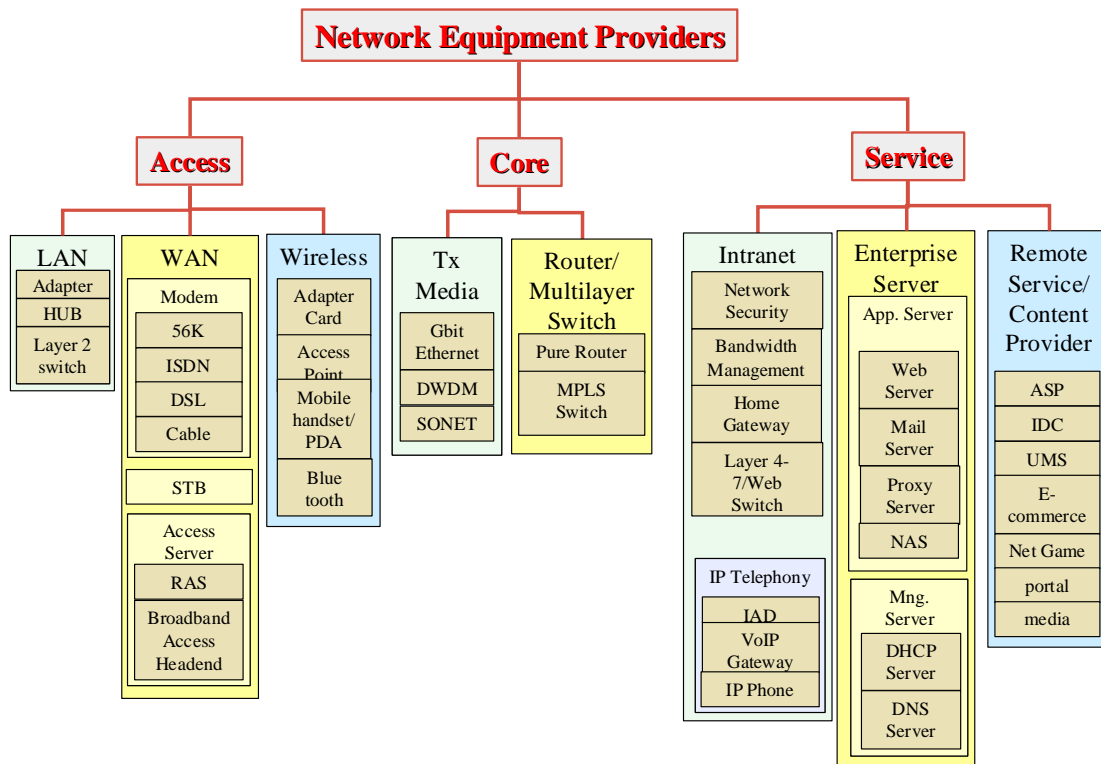 Network Equipment Providers
Access
Core
Service
LAN
Adapter
HUB
Layer 2
switch
WAN
Modem
56K
ISDN
DSL
Cable
STB
Access
Server
RAS
Broadband
Access
Headend
Wireless
Adapter
Card
Access
Point
Mobile
handset/
PDA
Blue
tooth
Tx
Media
Gbit
Ethernet
DWDM
SONET
Router/
Multilayer
Switch
Pure Router
MPLS
Switch
Intranet
Network
Security
Bandwidth
Management
Home
Gateway
Layer 4-
7/Web
Switch
IP Telephony
IAD
VoIP
Gateway
IP Phone
Enterprise
Server
App. Server
Web
Server
Mail
Server
Proxy
Server
NAS
Mng.
Server
DHCP
Server
DNS
Server
Remote
Service/
Content
Provider
ASP
IDC
UMS
E-
commerce
Net Game
portal
media